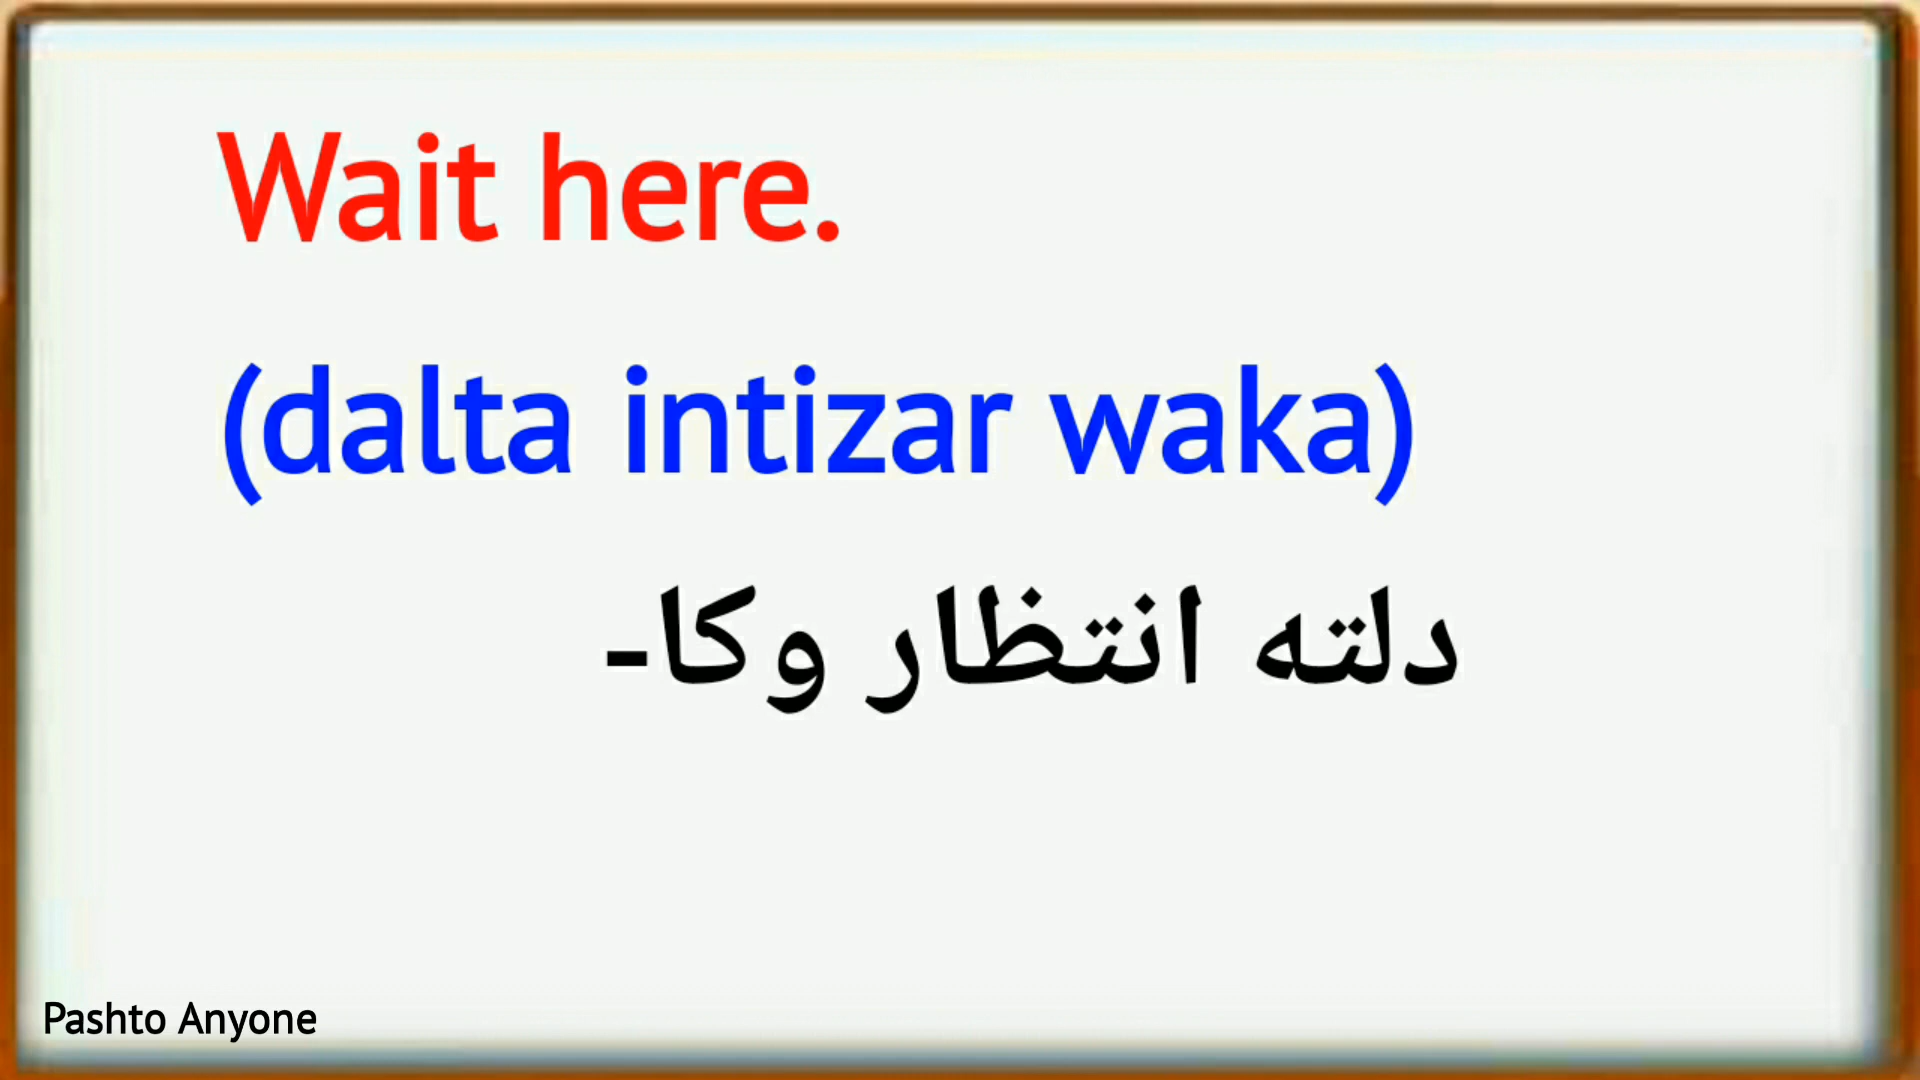 Wait here.
(dalta intizar waka)
دلته انتظار وکا-
Pashto Anyone